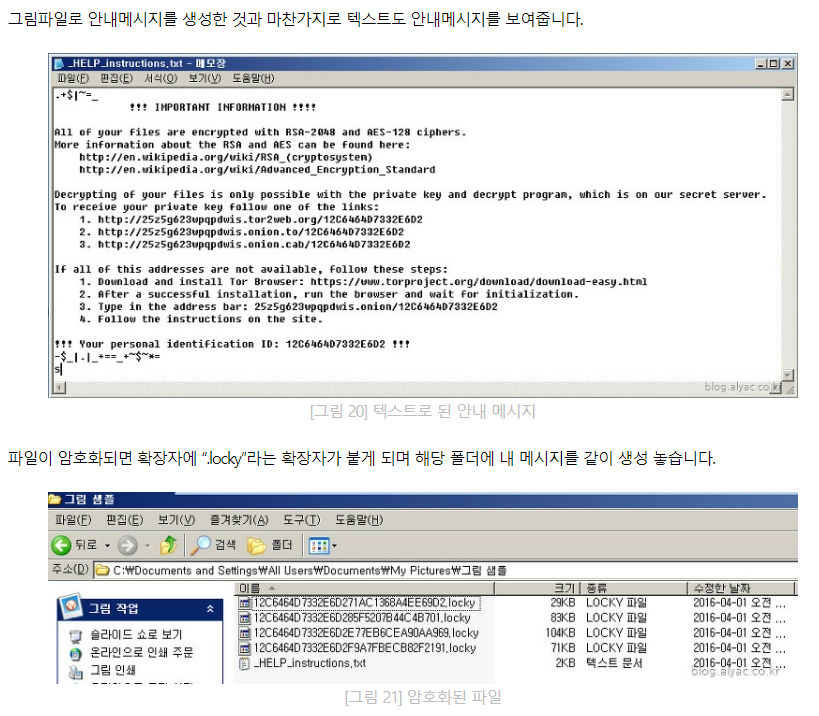 그림파일로 안내메시지를 생성한 것과 마찬가지로 텍스트도 안내메시지를 보여줍니다.
_HELP_instructions.txt - 메모장
파일(F) 편집(E) 서식(O) 보기(V) 도움말(H)
.+$|~=_
!!! IMPORTANT INFORMATION !!!!
All of your files are encrypted with RSA-2048 and AES-128 ciphers.
More information about the RSA and AES can be found here:
http://en.wikipedia.org/wiki/RSA_(cryptosystem)
http://en.wikipedia.org/wiki/Advanced_Encryption_Standard
Decrypting of your files is only possible with the private key and decrypt program, which is on our secret server.
To receive your private key follow one of the links:
1. http://25z5g623wpqpdwis.tor2web.org/12C6464D7332E6D2
2. http://25z5g623wpqpdwis.onion.to/12C6464D7332E6D2
3. http://25z5g623wpqpdwis.onion.cab/12C6464D7332E6D2
If all of this addresses are not available, follow these steps:
1. Download and install Tor Browser: https://www.torproject.org/download/download-easy.html
2. After a successful installation, run the browser and wait for initialization.
3. Type in the address bar: 25z5g623wpqpdwis.onion/12C6464D7332E6D2
4. Follow the instructions on the site.
!!! Your personal identification ID: 12C6464D7332E6D2 !!!
-$_|.|_+==_+~$~*=
s
blog.alyac.co
[그림 20] 텍스트로 된 안내 메시지
파일이 암호화되면 확장자에 “.locky”라는 확장자가 붙게 되며 해당 폴더에 내 메시지를 같이 생성 놓습니다.
그림 샘플
파일(F) 편집(E) 보기(V) 즐겨찾기(A) 도구(T) 도움말(H)
뒤로 검색 폴더
주소(D) C:₩Documents and Settings₩All Users₩Documents₩My Pictures₩그림 샘플
이름 크기 종류 수정한 날짜
그림 작업
슬라이드 쇼로 보기
온라인으로 인쇄 주문
그림 인쇄
12C6464D7332E6D271AC1368A4EE69D2.locky 29KB LOCKY 파일 2016-04-01 오전 ...
12C6464D7332E6D285F5207B44C4B701.locky 83KB LOCKY 파일 2016-04-01 오전 ...
12C6464D7332E6D2E77EB6CEA90AA969.locky 104KB LOCKY 파일 2016-04-01 오전 ...
12C6464D7332E6D2F9A7FBECB82F2191.locky 71KB LOCKY 파일 2016-04-01 오전 ...
_HELP_instructions.txt 2KB 텍스트 문서 2016-04-01 오전 ...
blog.alyac.co.kr
[그림 21] 암호화된 파일